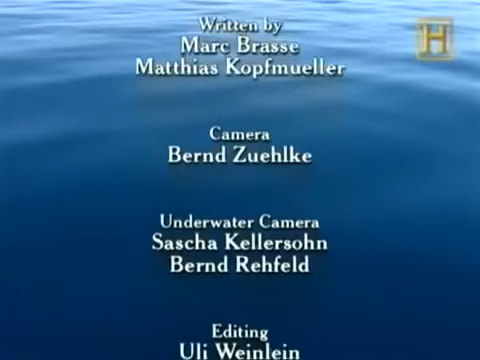 Written by
Marc Brasse
Matthias Kopfmueller
Camera
Bernd Zuehlke
Underwater Camera
Sascha Kellersohn
Bernd Rehfeld
Editing
Uli Weinlein
H